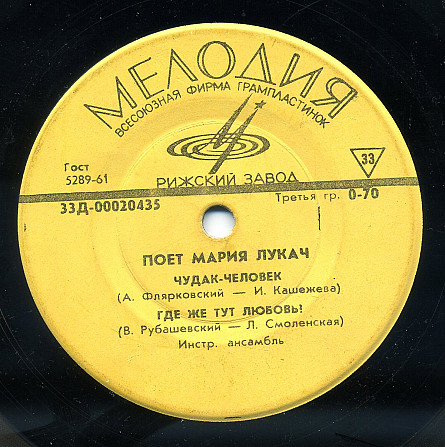 МЕЛОДИЯ
ВСЕСОЮЗНАЯ ФИРМА ГРАМПЛАСТИНОК
Гост
5289-61
33
РИЖСКИЙ ЗАВОД
33Д-00020435
Третья гр. 0-70
ПОЕТ МАРИЯ ЛУКАЧ
ЧУДАК-ЧЕЛОВЕК
(А. Флярковский — И. Кашежева)
ГДЕ ЖЕ ТУТ ЛЮБОВЬ!
(В. Рубашевский — Л. Смоленская)
Инстр. ансамбль